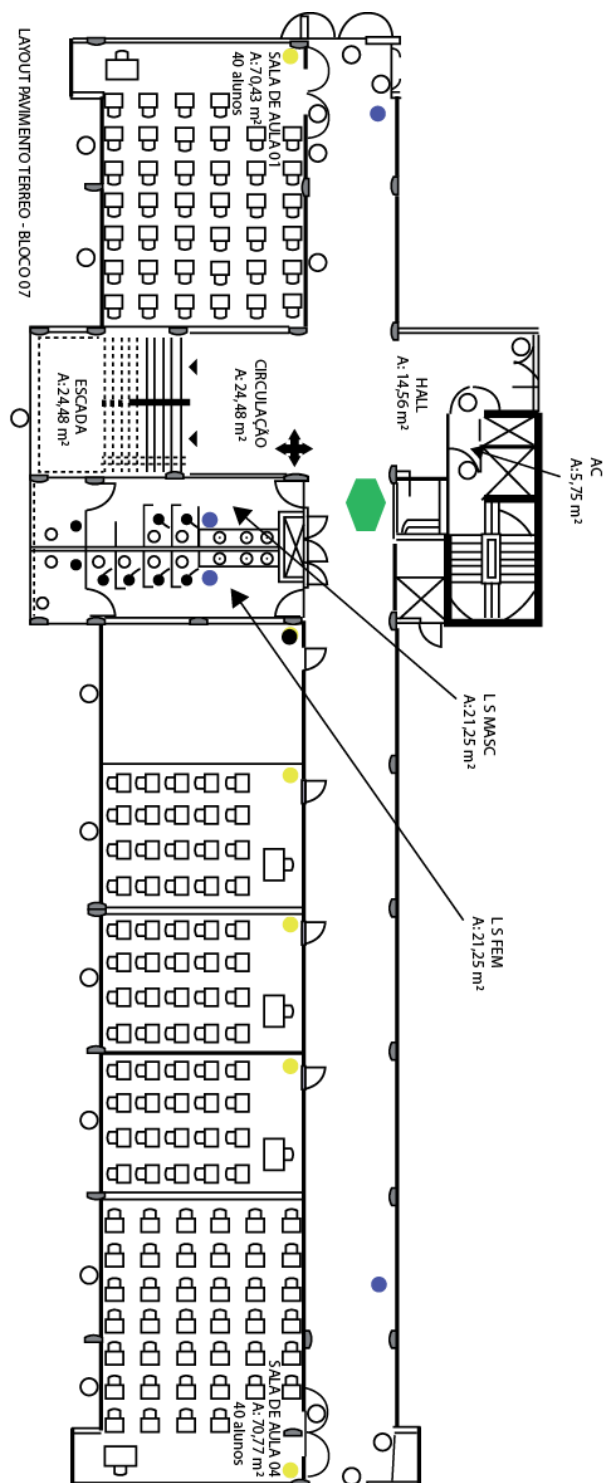 SALA DE AULA 01
A:70,43 m²
40 alunos
LAYOUT PAVIMENTO TERREO - BLOCO 07
HALL
A: 14,56 m²
CIRCULAÇÃO
A:24,48 m²
ESCADA
A:24,48 m²
AC
A:5,75 m²
L S MASC
A:21,25 m²
L S FEM
A: 21,25 m²
SALA DE AULA 04
A: 70,77 m²
40 alunos